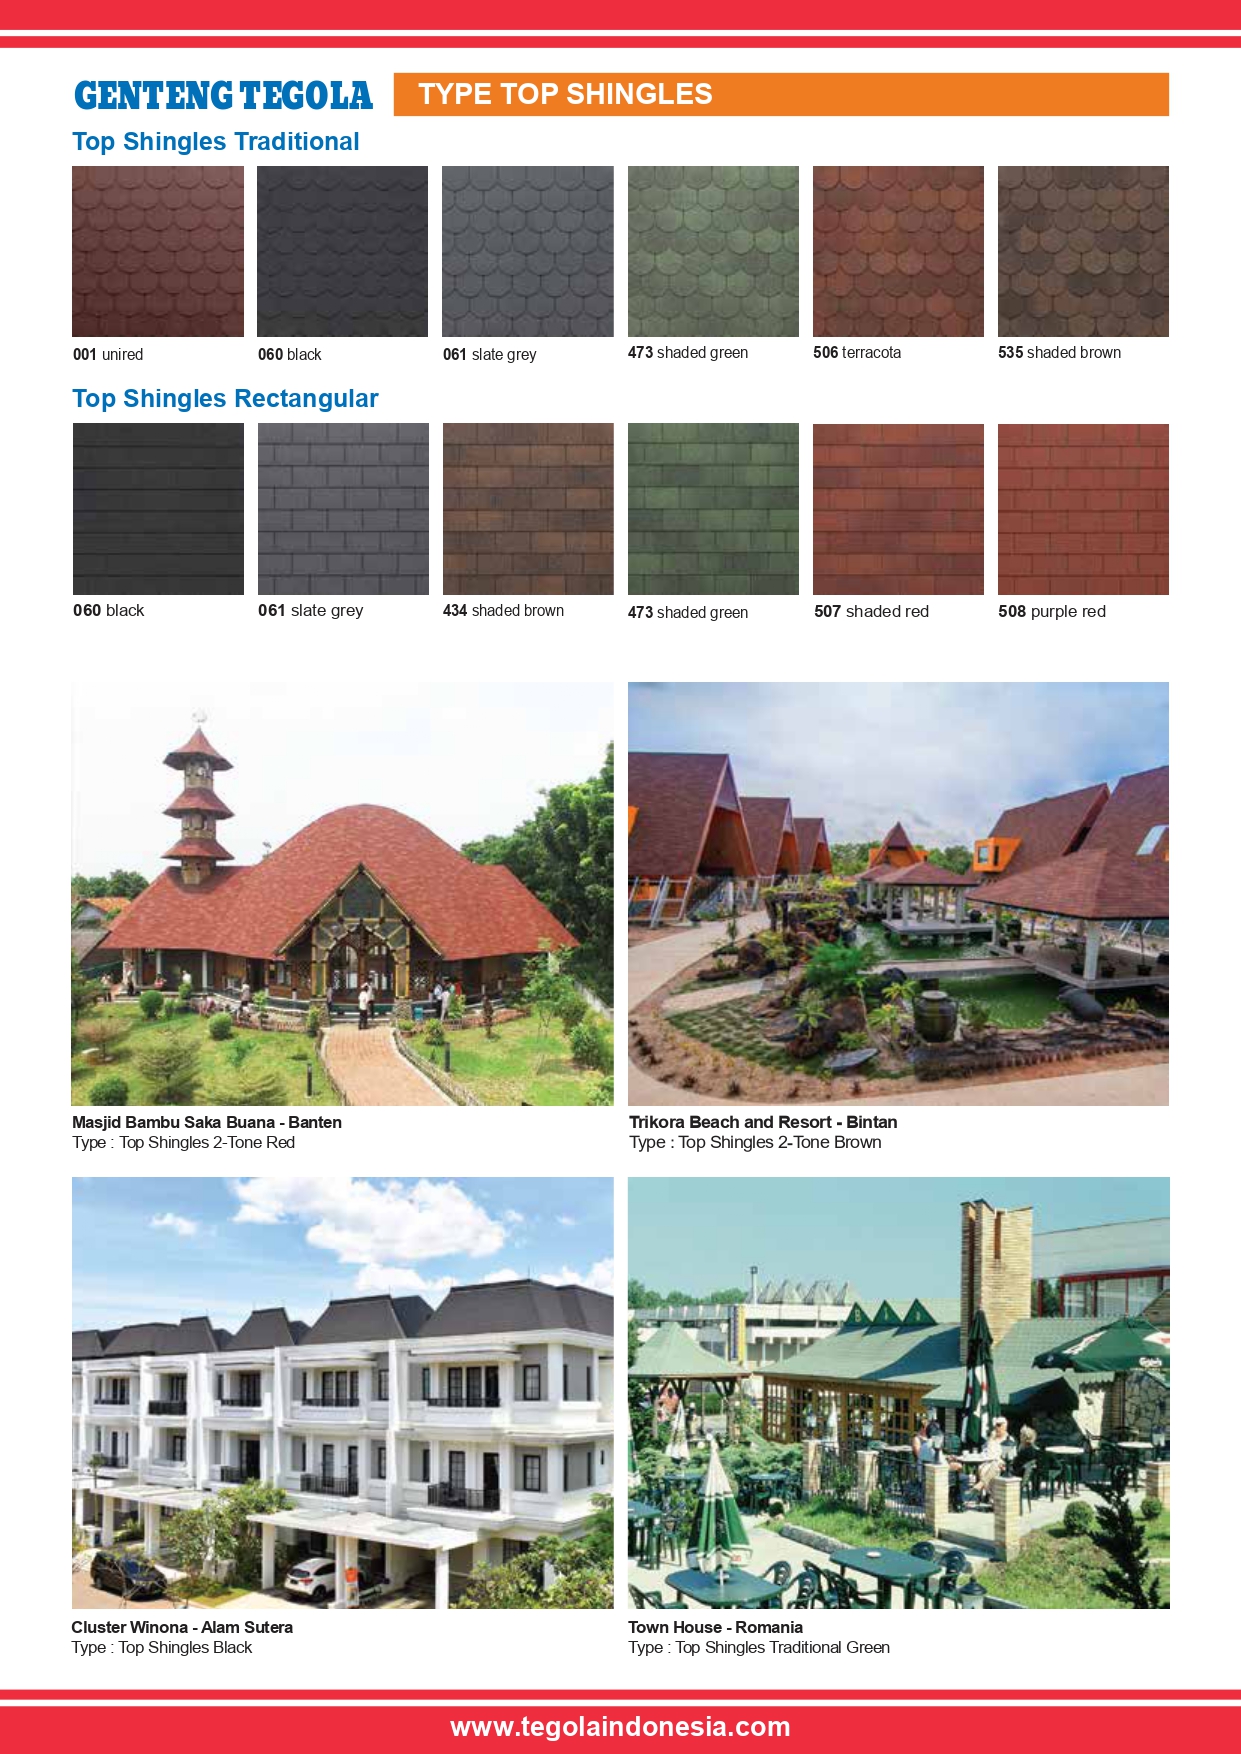 GENTENG TEGOLA
TYPE TOP SHINGLES
Top Shingles Traditional
001 unired
060 black
061 slate grey
473 shaded green
506 terracota
535 shaded brown
Top Shingles Rectangular
060 black
061 slate grey
434 shaded brown
473 shaded green
507 shaded red
508 purple red
Masjid Bambu Saka Buana - Banten
Type : Top Shingles 2-Tone Red
Trikora Beach and Resort - Bintan
Type : Top Shingles 2-Tone Brown
Cluster Winona - Alam Sutera
Type : Top Shingles Black
Town House - Romania
Type : Top Shingles Traditional Green
www.tegolaindonesia.com